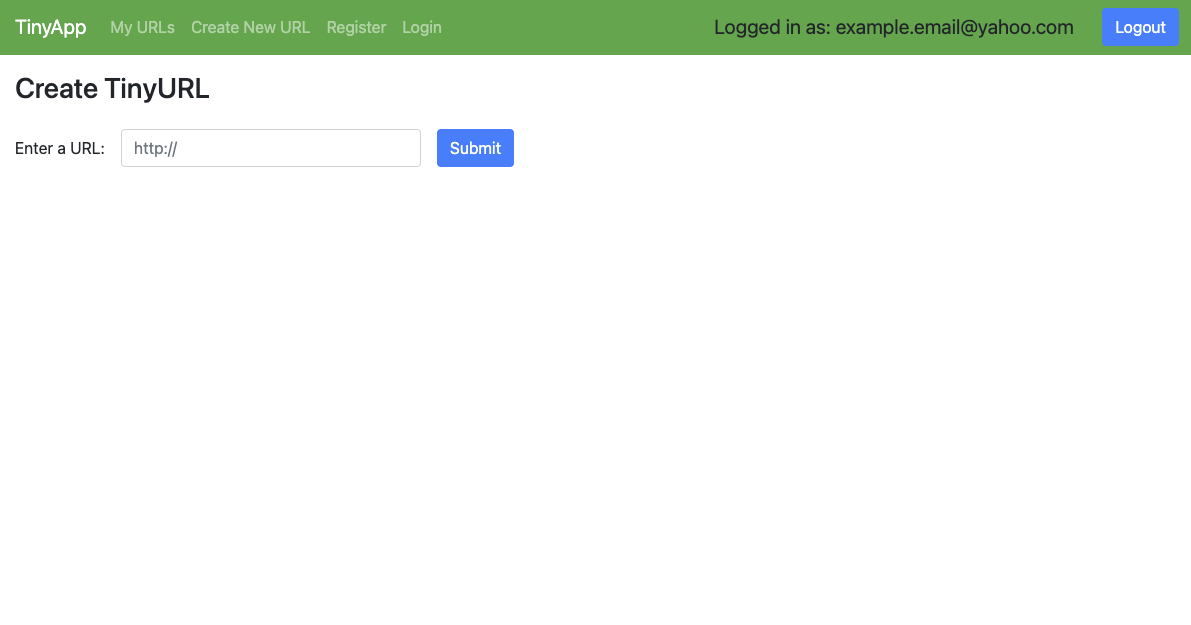 TinyApp My URLs Create New URL Register Login Logged in as: example.email@yahoo.com Logout
Create TinyURL
Enter a URL: http:// Submit